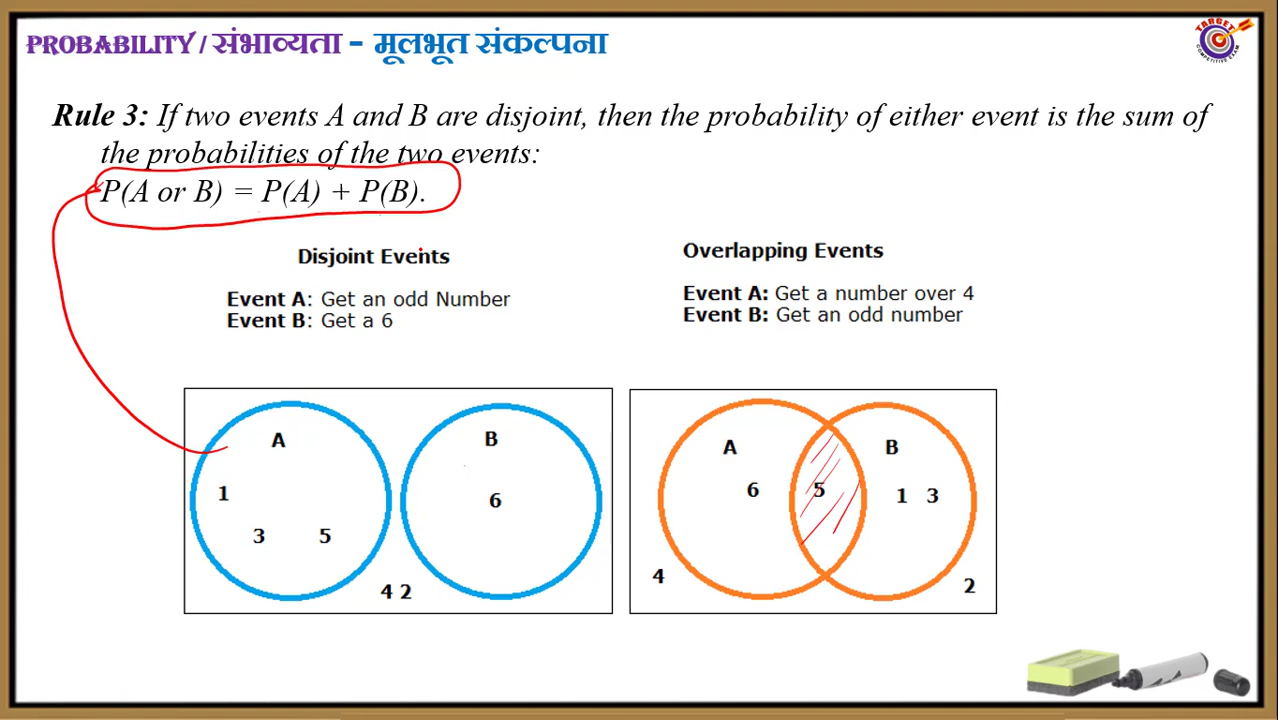 PROBABILITY / संभाव्यता - मूलभूत संकल्पना
TARGET
COMPETITIVE EXAM
Rule 3: If two events A and B are disjoint, then the probability of either event is the sum of
the probabilities of the two events:
P(A or B) = P(A) + P(B).
Disjoint Events
Event A: Get an odd Number
Event B: Get a 6
A
1
3 5
B
6
4 2
Overlapping Events
Event A: Get a number over 4
Event B: Get an odd number
A
6
5
B
1 3
4
2